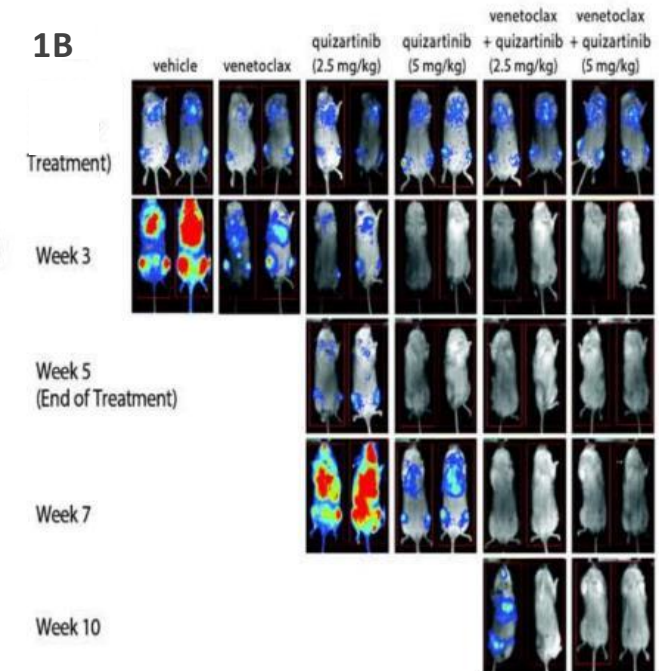 1B
vehicle
venetoclax
quizartinib
(2.5 mg/kg)
quizartinib
(5 mg/kg)
venetoclax
+ quizartinib
(2.5 mg/kg)
venetoclax
+ quizartinib
(5 mg/kg)
Treatment)
Week 3
Week 5
(End of Treatment)
Week 7
Week 10